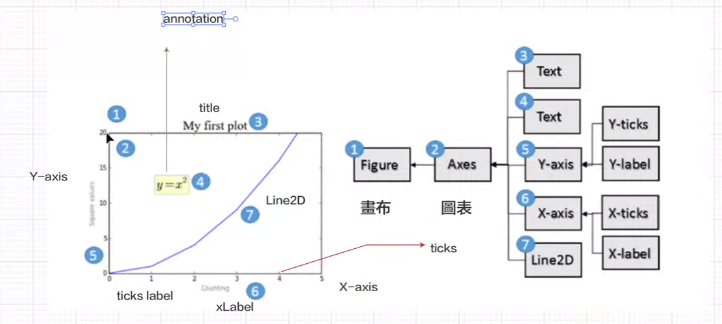 annotation
1
title
My first plot 3
20
2
15
Y-axis
y=x² 4
Square values
10
Line2D
7
5
5
0
0 1 2 3 4 5
ticks label
Counting
6
xLabel
X-axis
ticks
3
Text
4
Text
Y-ticks
1
Figure
2
Axes
5
Y-axis
Y-label
畫布
圖表
6
X-axis
X-ticks
7
Line2D
X-label